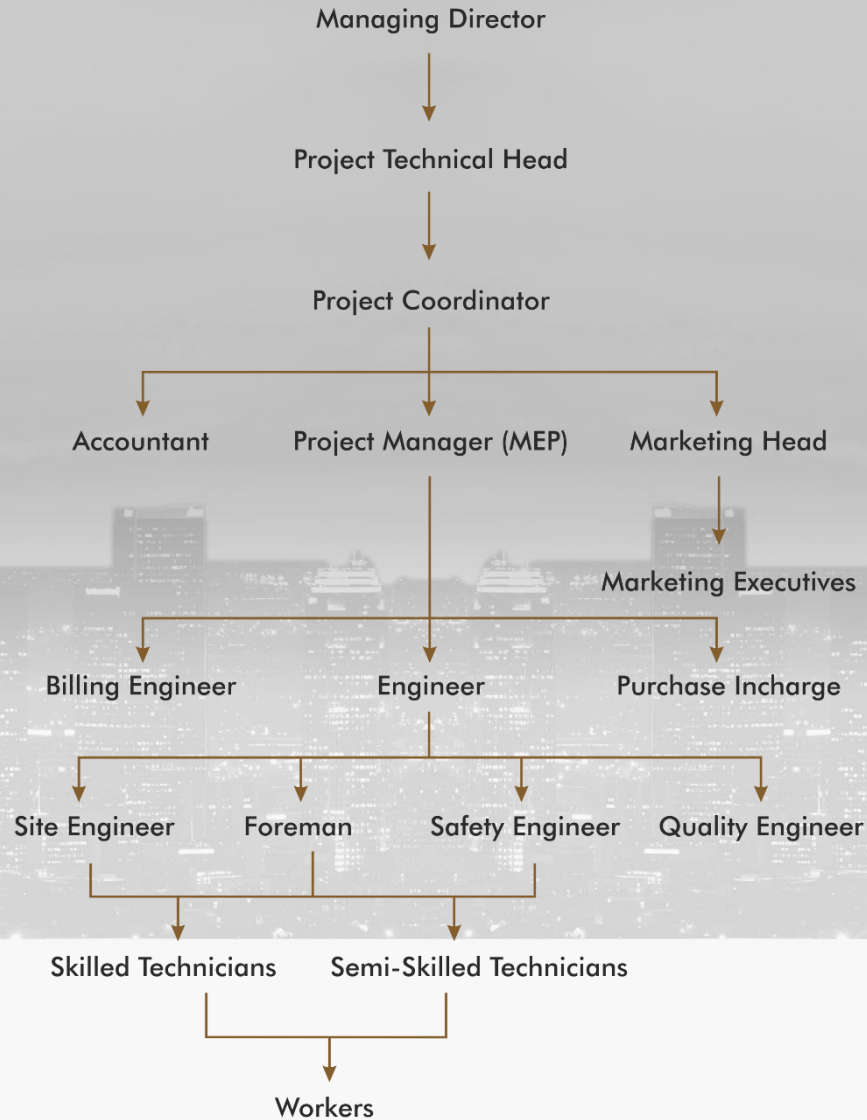 Managing Director
Project Technical Head
Project Coordinator
Accountant
Project Manager (MEP)
Marketing Head
Marketing Executives
Billing Engineer
Engineer
Purchase Incharge
Site Engineer
Foreman
Safety Engineer
Quality Engineer
Skilled Technicians
Semi-Skilled Technicians
Workers